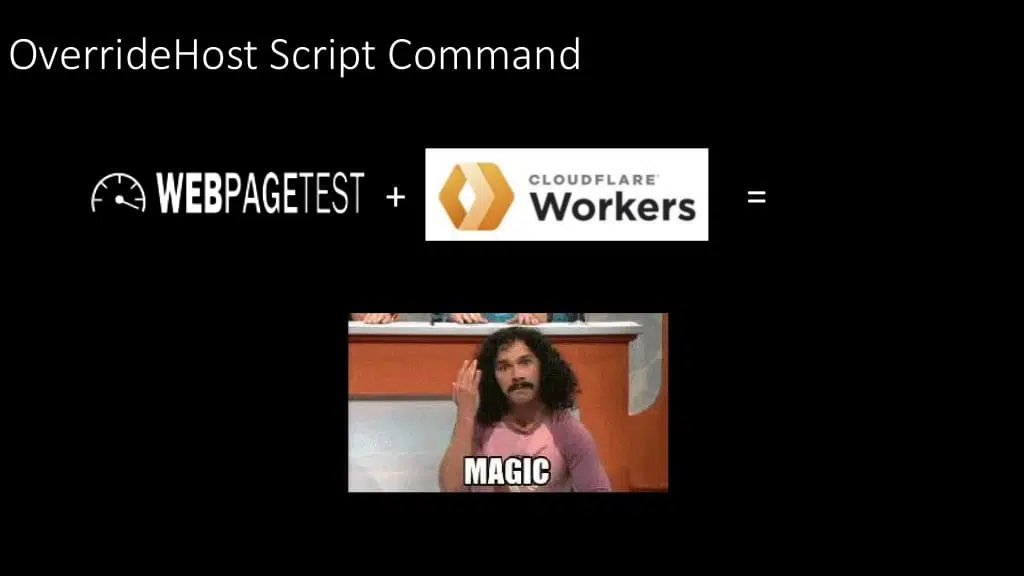 OverrideHost Script Command
WEBPAGETEST + CLOUDFLARE® Workers =
MAGIC